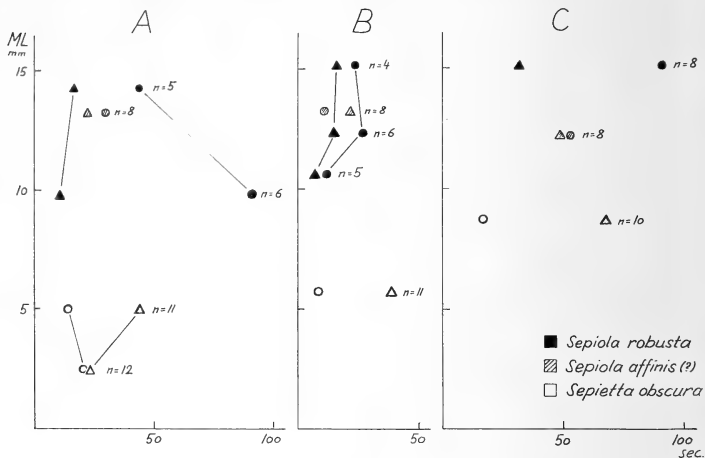 A
B
C
ML
mm
15
10
5
n=5
n=8
n=6
n=11
n=12
50
100
n=4
n=8
n=6
n=5
n=11
50
n=8
n=8
n=10
Sepiola robusta
Sepiola affinis (?)
Sepietta obscura
50
100
sec.